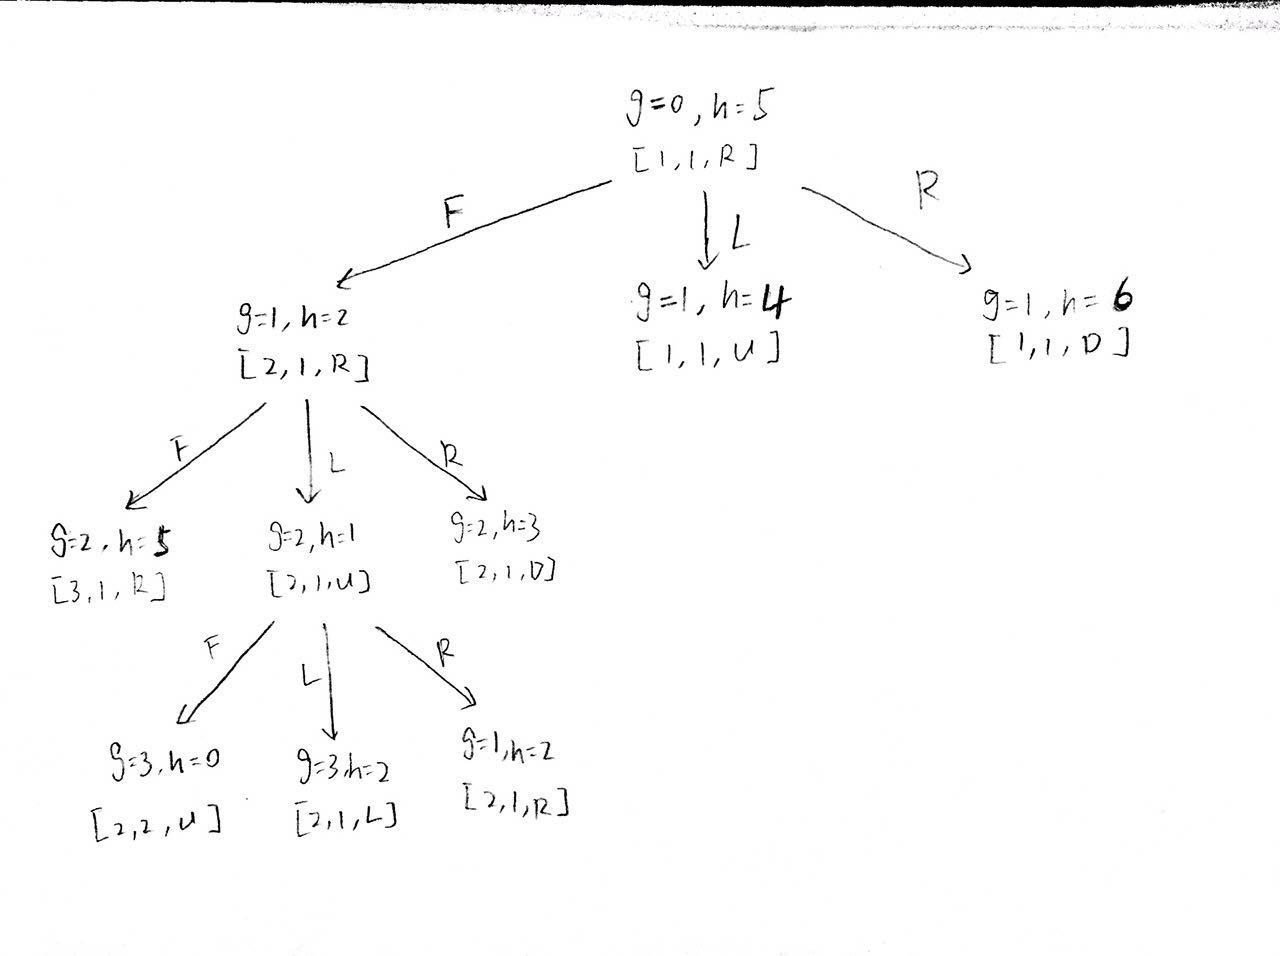 g=0, h=5
[1,1,R]
F
L
R
g=1, h=2
[2,1,R]
g=1, h=4
[1,1,U]
g=1, h=6
[1,1,D]
F
L
R
g=2, h=5
[3,1,R]
g=2, h=1
[2,1,U]
g=2, h=3
[2,1,D]
F
L
R
g=3, h=0
[2,2,U]
g=3, h=2
[2,1,L]
g=1, h=2
[2,1,R]